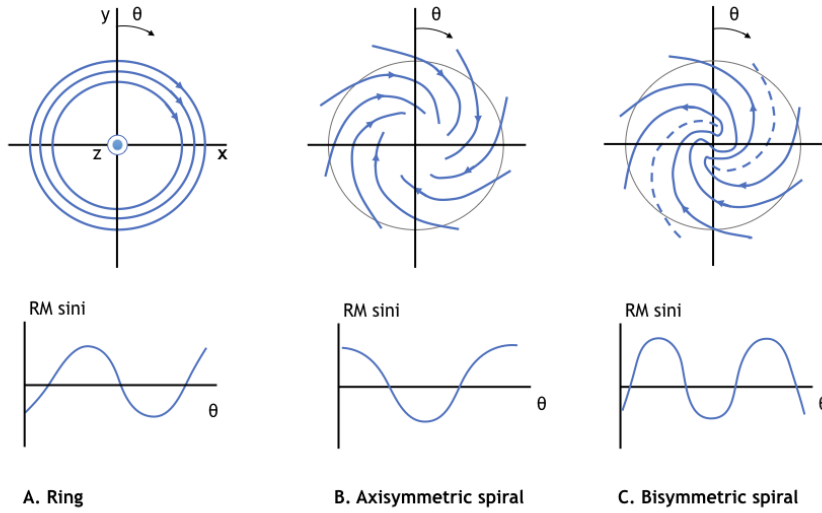 y θ
z x
θ
θ
RM sini
θ
RM sini
θ
RM sini
θ
A. Ring
B. Axisymmetric spiral
C. Bisymmetric spiral